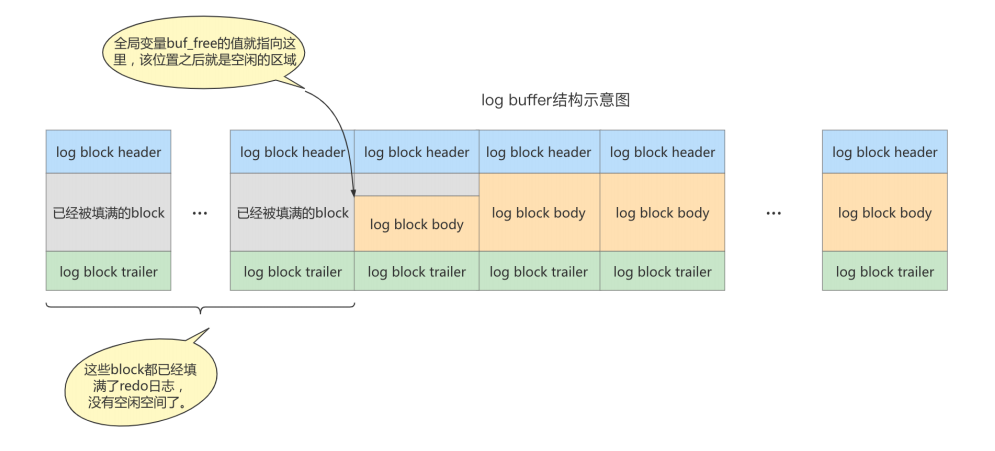 全局变量buf_free的值就指向这
里，该位置之后就是空闲的区域
log buffer结构示意图
log block header
log block header
log block header
log block header
log block header
log block header
已经被填满的block
...
已经被填满的block
log block body
log block body
log block body
...
log block body
log block trailer
log block trailer
log block trailer
log block trailer
log block trailer
log block trailer
这些block都已经填
满了redo日志，
没有空闲空间了。